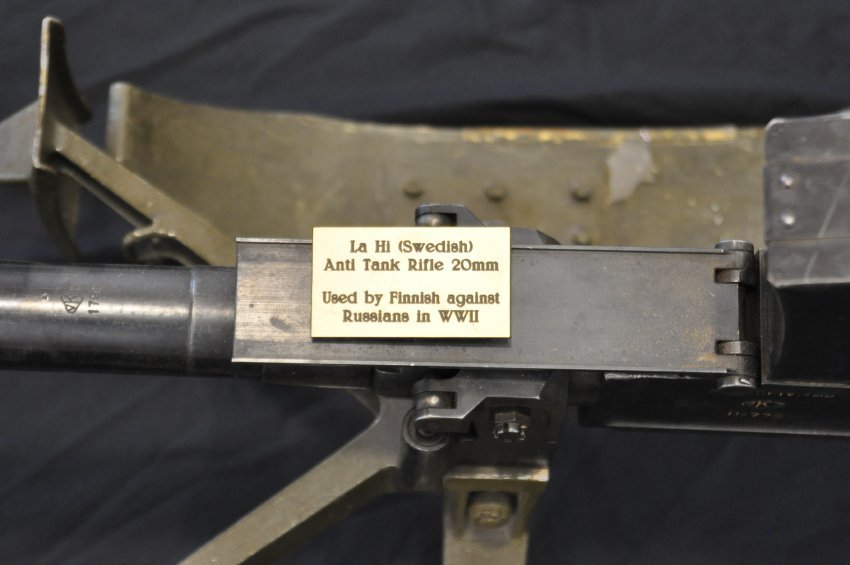 La Hi (Swedish)
Anti Tank Rifle 20mm
Used by Finnish against
Russians in WWII